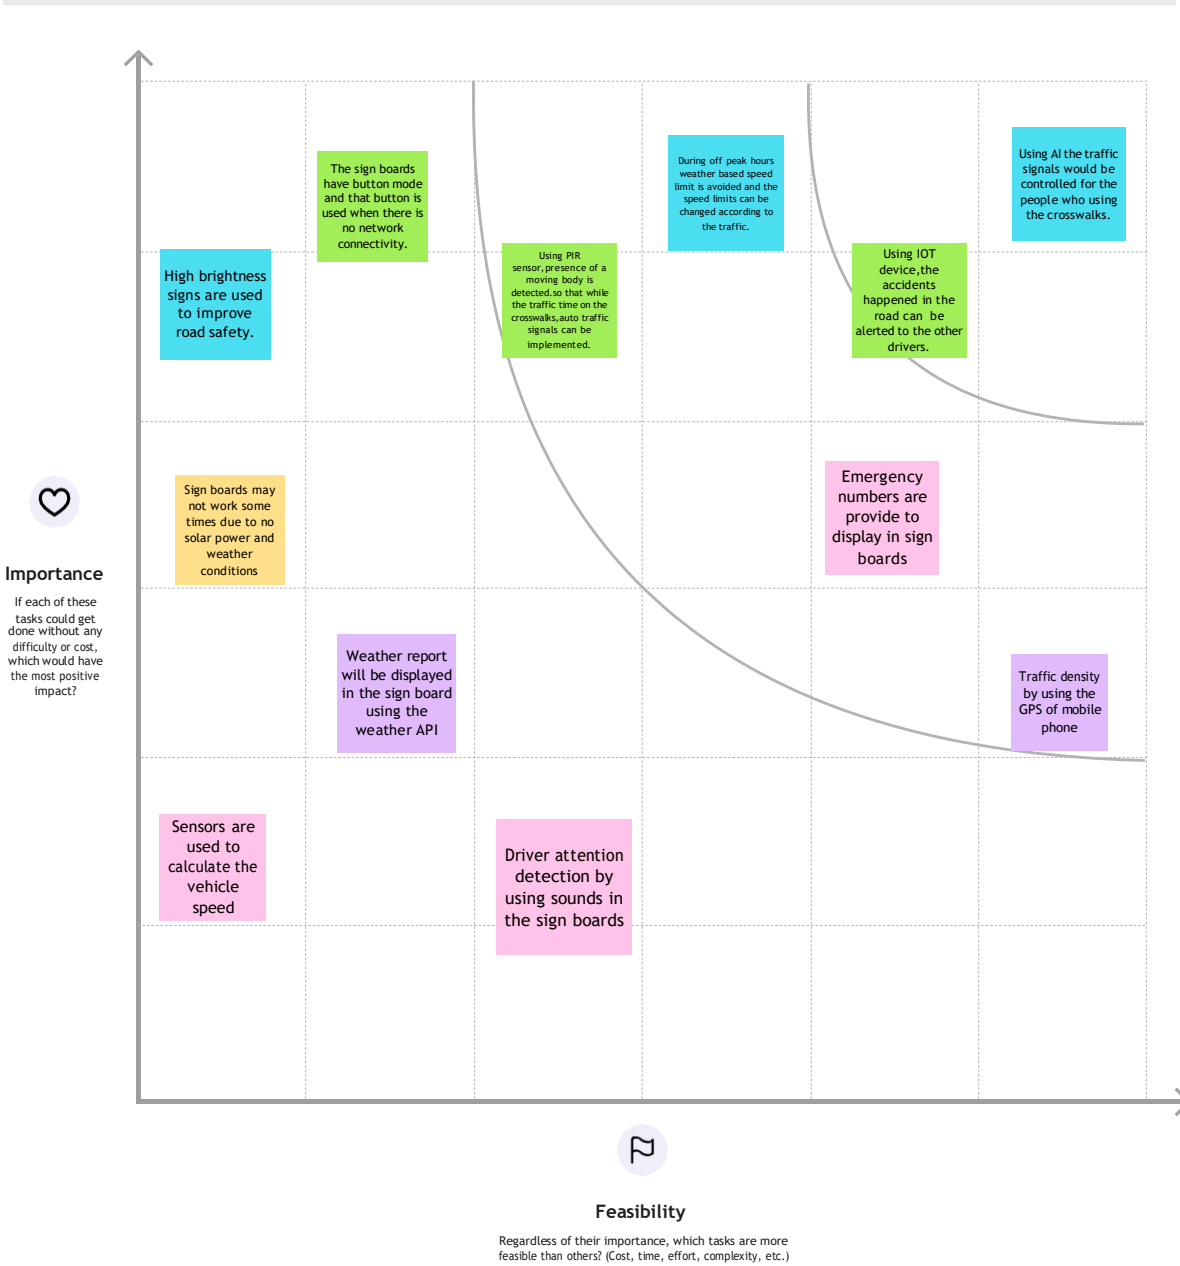 The sign boards
have button mode
and that button is
used when there is
no network
connectivity.
During off peak hours
weather based speed
limit is avoided and the
speed limits can be
changed according to
the traffic.
Using AI the traffic
signals would be
controlled for the
people who using
the crosswalks.
High brightness
signs are used
to improve
road safety.
Using PIR
sensor,presence of a
moving body is
detected.so that while
the traffic time on the
crosswalks,auto traffic
signals can be
implemented.
Using IOT
device,the
accidents
happened in the
road can be
alerted to the other
drivers.
Sign boards may
not work some
times due to no
solar power and
weather
conditions
Emergency
numbers are
provide to
display in sign
boards
Importance
If each of these
tasks could get
done without any
difficulty or cost,
which would have
the most positive
impact?
Weather report
will be displayed
in the sign board
using the
weather API
Traffic density
by using the
GPS of mobile
phone
Sensors are
used to
calculate the
vehicle
speed
Driver attention
detection by
using sounds in
the sign boards
Feasibility
Regardless of their importance, which tasks are more
feasible than others? (Cost, time, effort, complexity, etc.)